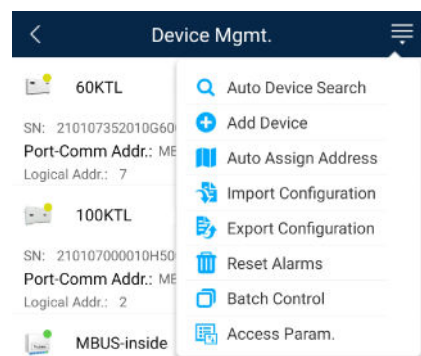 Device Mgmt.
60KTL
SN: 210107352010G60
Port-Comm Addr.: ME
Logical Addr.: 7
100KTL
SN: 210107000010H50
Port-Comm Addr.: ME
Logical Addr.: 2
MBUS-inside
Auto Device Search
Add Device
Auto Assign Address
Import Configuration
Export Configuration
Reset Alarms
Batch Control
Access Param.